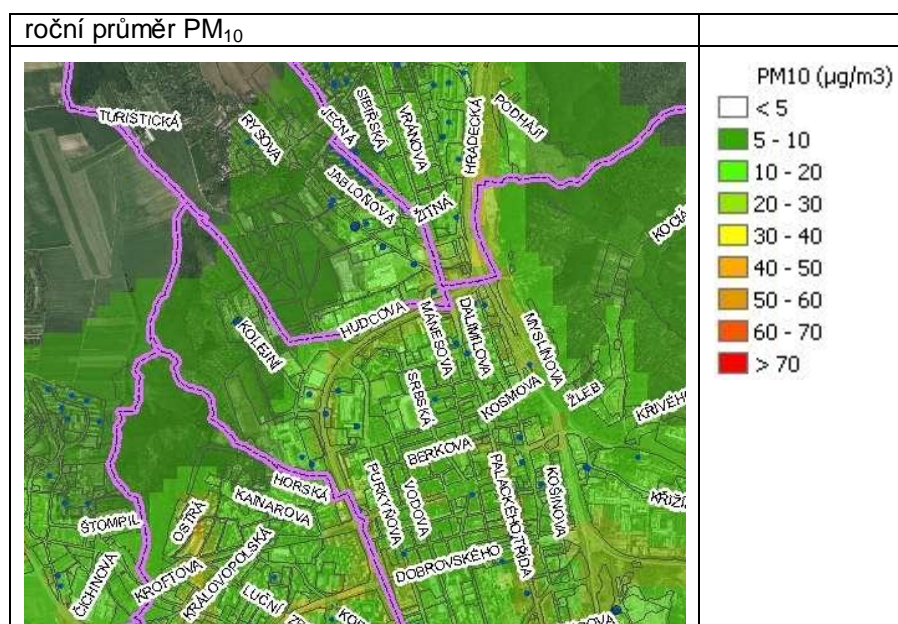 roční průměr PM₁₀
PM10 (µg/m3)
< 5
5 - 10
10 - 20
20 - 30
30 - 40
40 - 50
50 - 60
60 - 70
> 70
TURISTICKÁ
RYSOVA
JEČNÁ
SIBIŘSKÁ
VRÁNOVA
HRADECKÁ
PODHÁJÍ
JABLOŇOVÁ
ŽITNÁ
HUDCOVA
KOLEJNÍ
MÁNESOVA
DALIMILOVA
MYSLÍNOVA
SRBSKÁ
KOSMOVA
ŽLEB
BERKOVA
HORSKÁ
KAINAROVA
PURKYŇOVA
VODOVA
PALACKÉHO TŘÍDA
KOŠINOVA
ŠTOMPIL
OSTRÁ
DOBROVSKÉHO
ČICHNOVA
KROFTOVA
KRÁLOVOPOLSKÁ
LUČNÍ